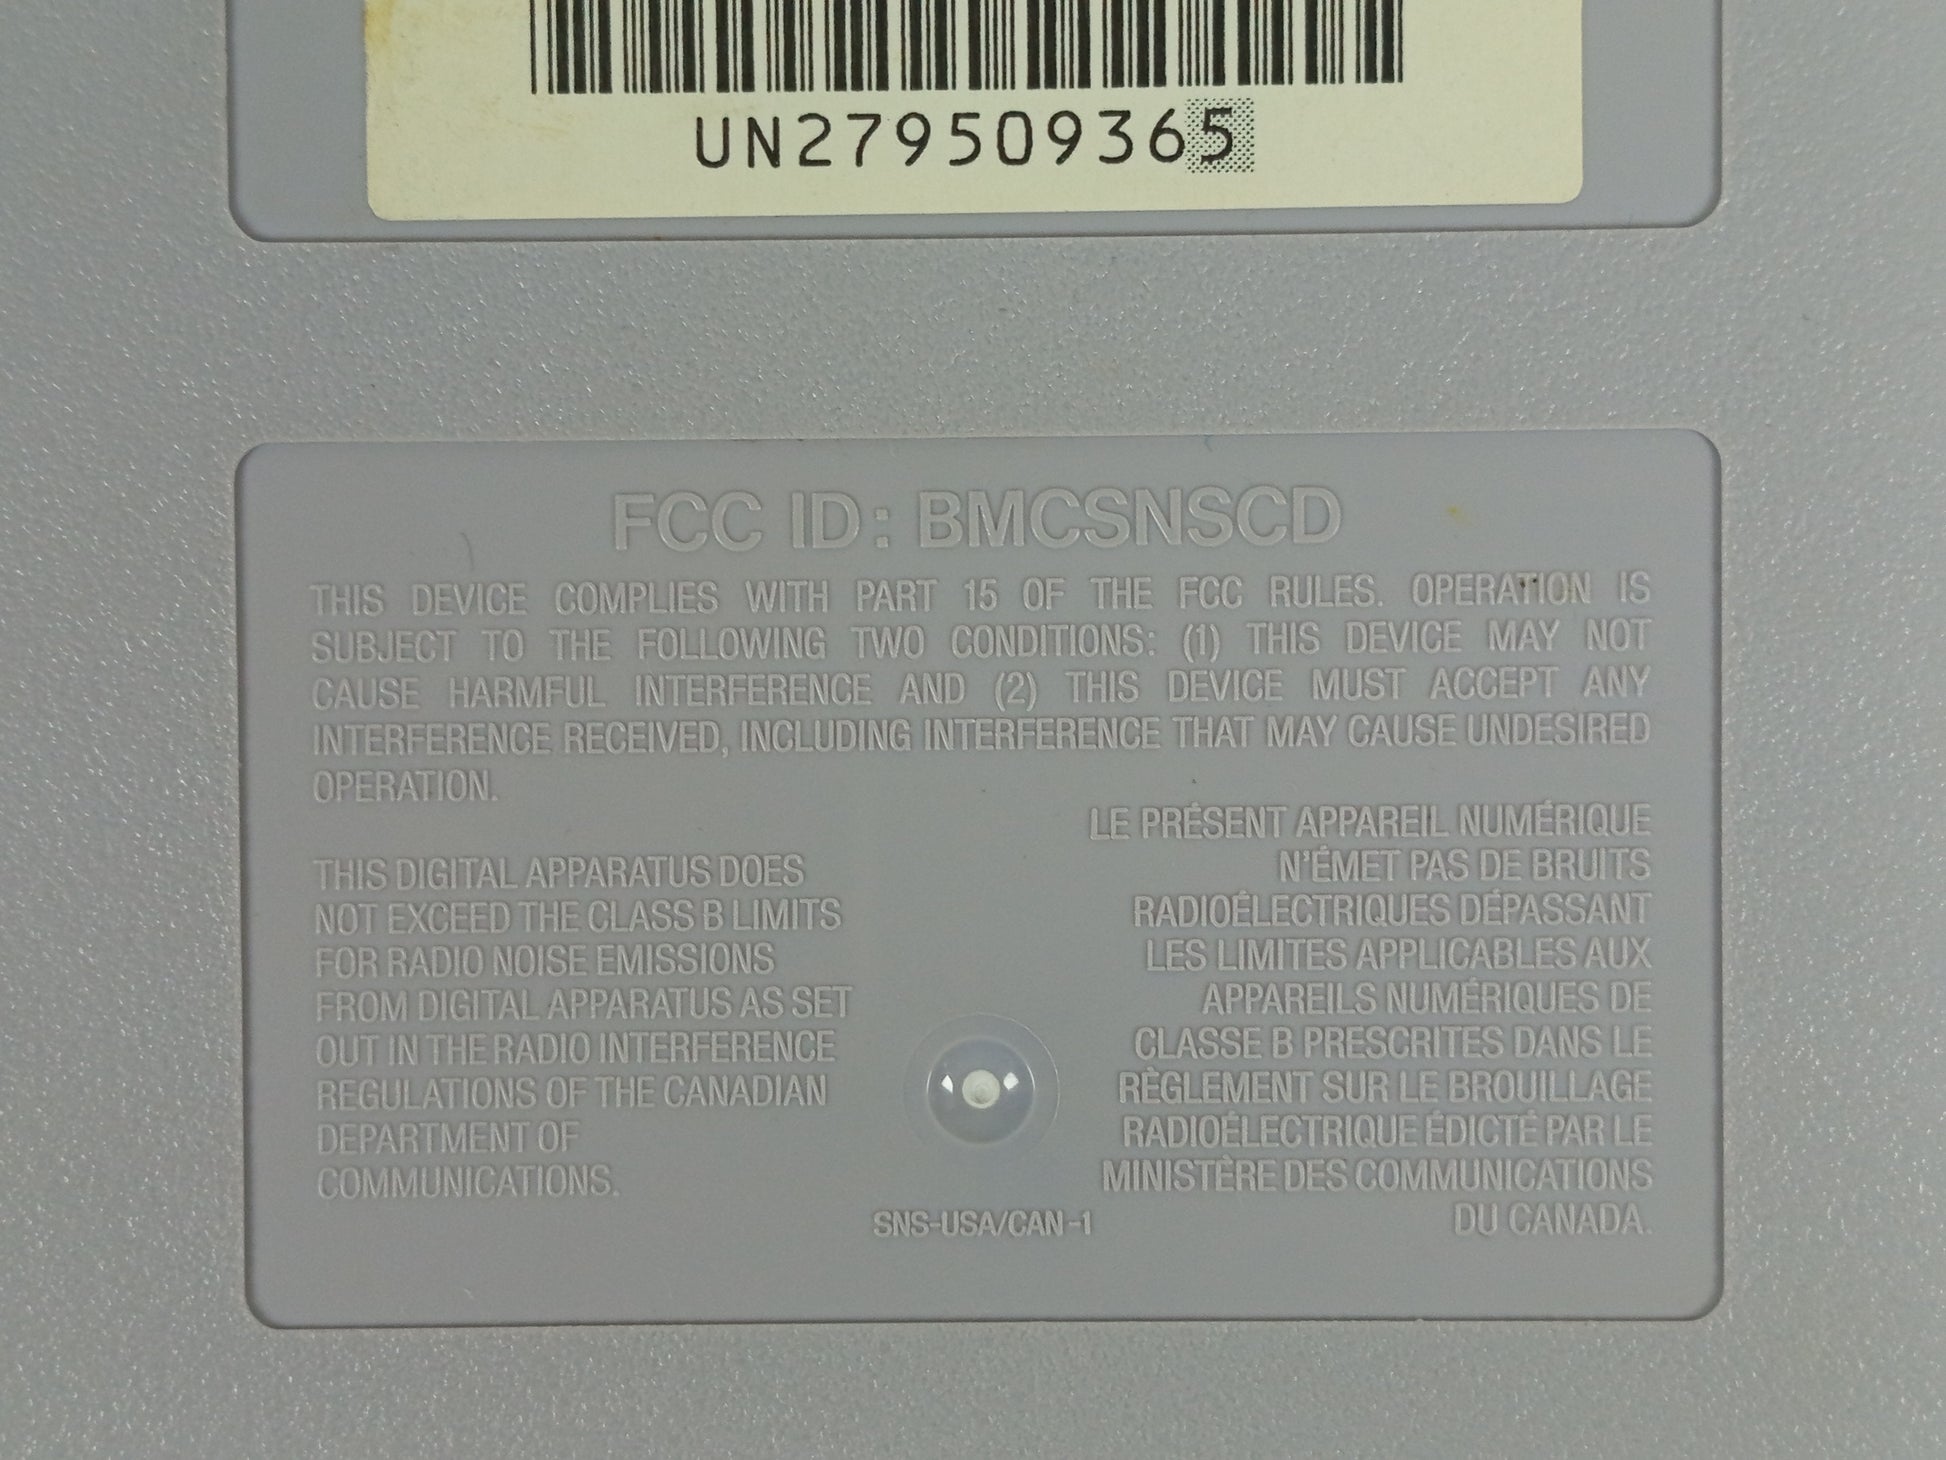 UN279509365
FCC ID: BMCSNSCD
THIS DEVICE COMPLIES WITH PART 15 OF THE FCC RULES. OPERATION IS
SUBJECT TO THE FOLLOWING TWO CONDITIONS: (1) THIS DEVICE MAY NOT
CAUSE HARMFUL INTERFERENCE AND (2) THIS DEVICE MUST ACCEPT ANY
INTERFERENCE RECEIVED, INCLUDING INTERFERENCE THAT MAY CAUSE UNDESIRED
OPERATION.
THIS DIGITAL APPARATUS DOES
NOT EXCEED THE CLASS B LIMITS
FOR RADIO NOISE EMISSIONS
FROM DIGITAL APPARATUS AS SET
OUT IN THE RADIO INTERFERENCE
REGULATIONS OF THE CANADIAN
DEPARTMENT OF
COMMUNICATIONS.
LE PRÉSENT APPAREIL NUMÉRIQUE
N'ÉMET PAS DE BRUITS
RADIOÉLECTRIQUES DÉPASSANT
LES LIMITES APPLICABLES AUX
APPAREILS NUMÉRIQUES DE
CLASSE B PRESCRITES DANS LE
RÈGLEMENT SUR LE BROUILLAGE
RADIOÉLECTRIQUE ÉDICTÉ PAR LE
MINISTÈRE DES COMMUNICATIONS
DU CANADA.
SNS-USA/CAN-1